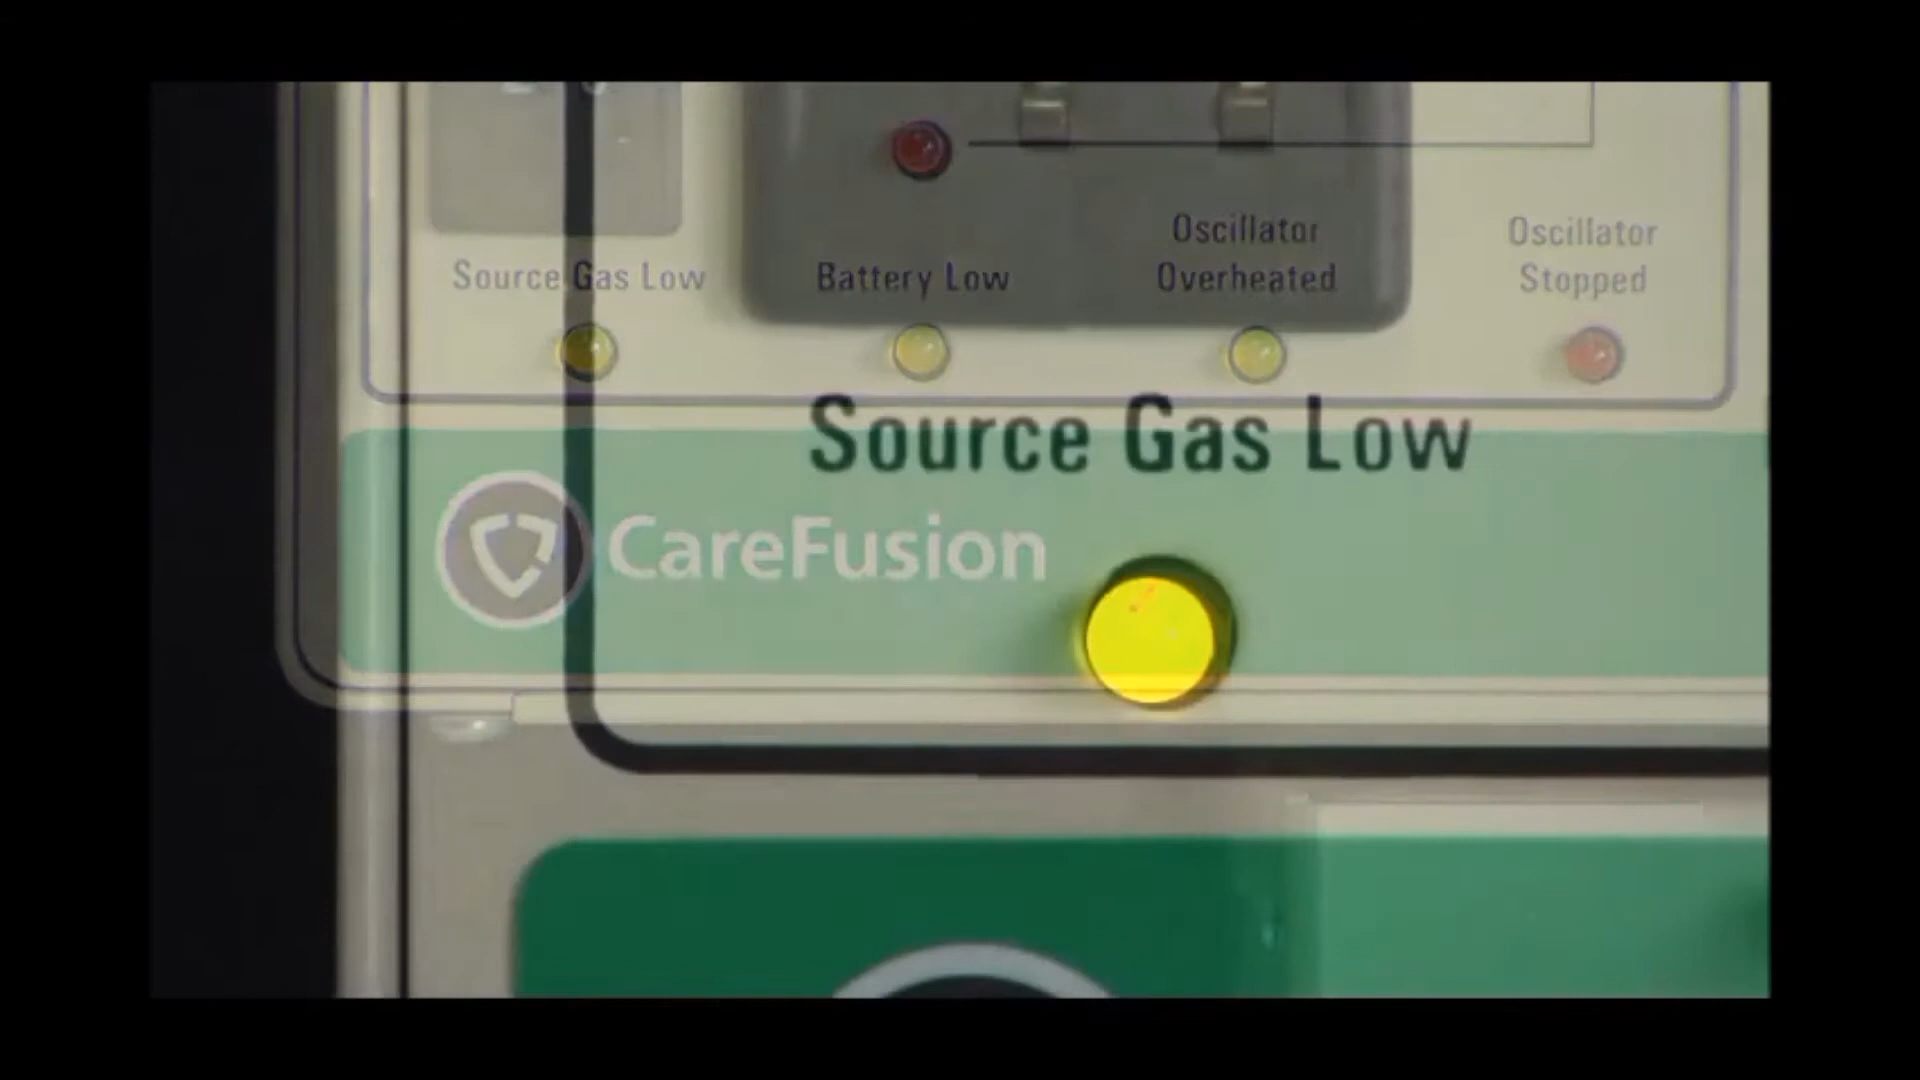 Oscillator
Oscillator
Source Gas Low
Battery Low
Overheated
Stopped
Source Gas Low
CareFusion